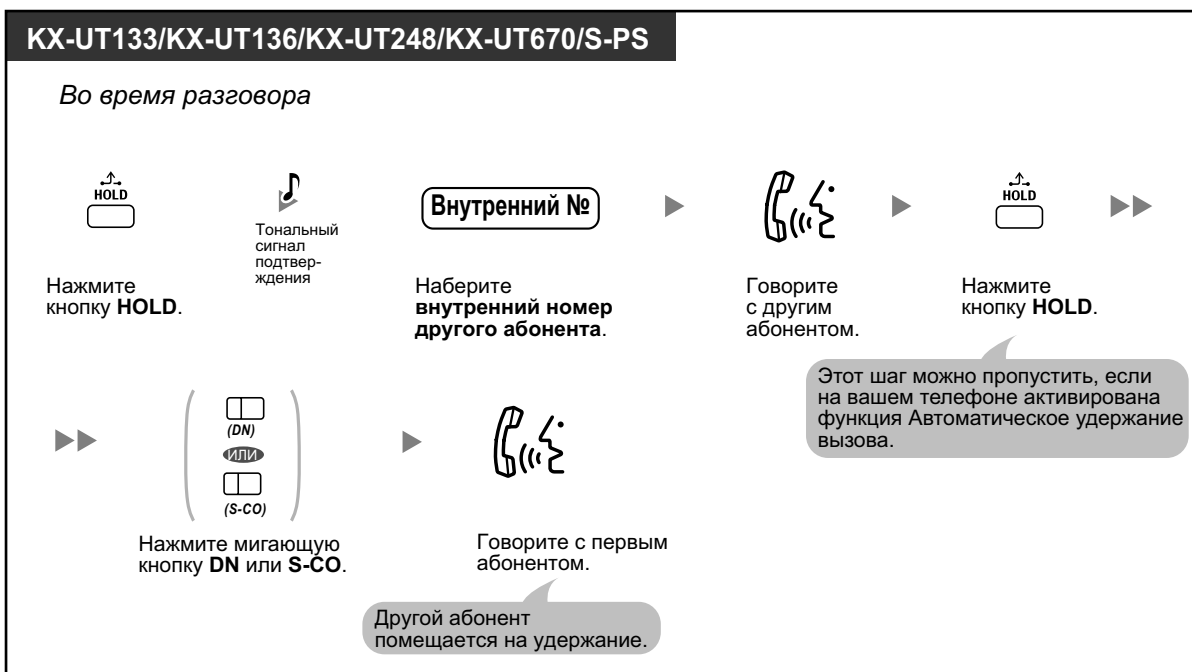 KX-UT133/KX-UT136/KX-UT248/KX-UT670/S-PS
Во время разговора
HOLD
Нажмите
кнопку HOLD.
Тональный
сигнал
подтвер-
ждения
Внутренний №
Наберите
внутренний номер
другого абонента.
Говорите
с другим
абонентом.
HOLD
Нажмите
кнопку HOLD.
Этот шаг можно пропустить, если
на вашем телефоне активирована
функция Автоматическое удержание
вызова.
(DN)
ИЛИ
(S-CO)
Нажмите мигающую
кнопку DN или S-CO.
Говорите с первым
абонентом.
Другой абонент
помещается на удержание.